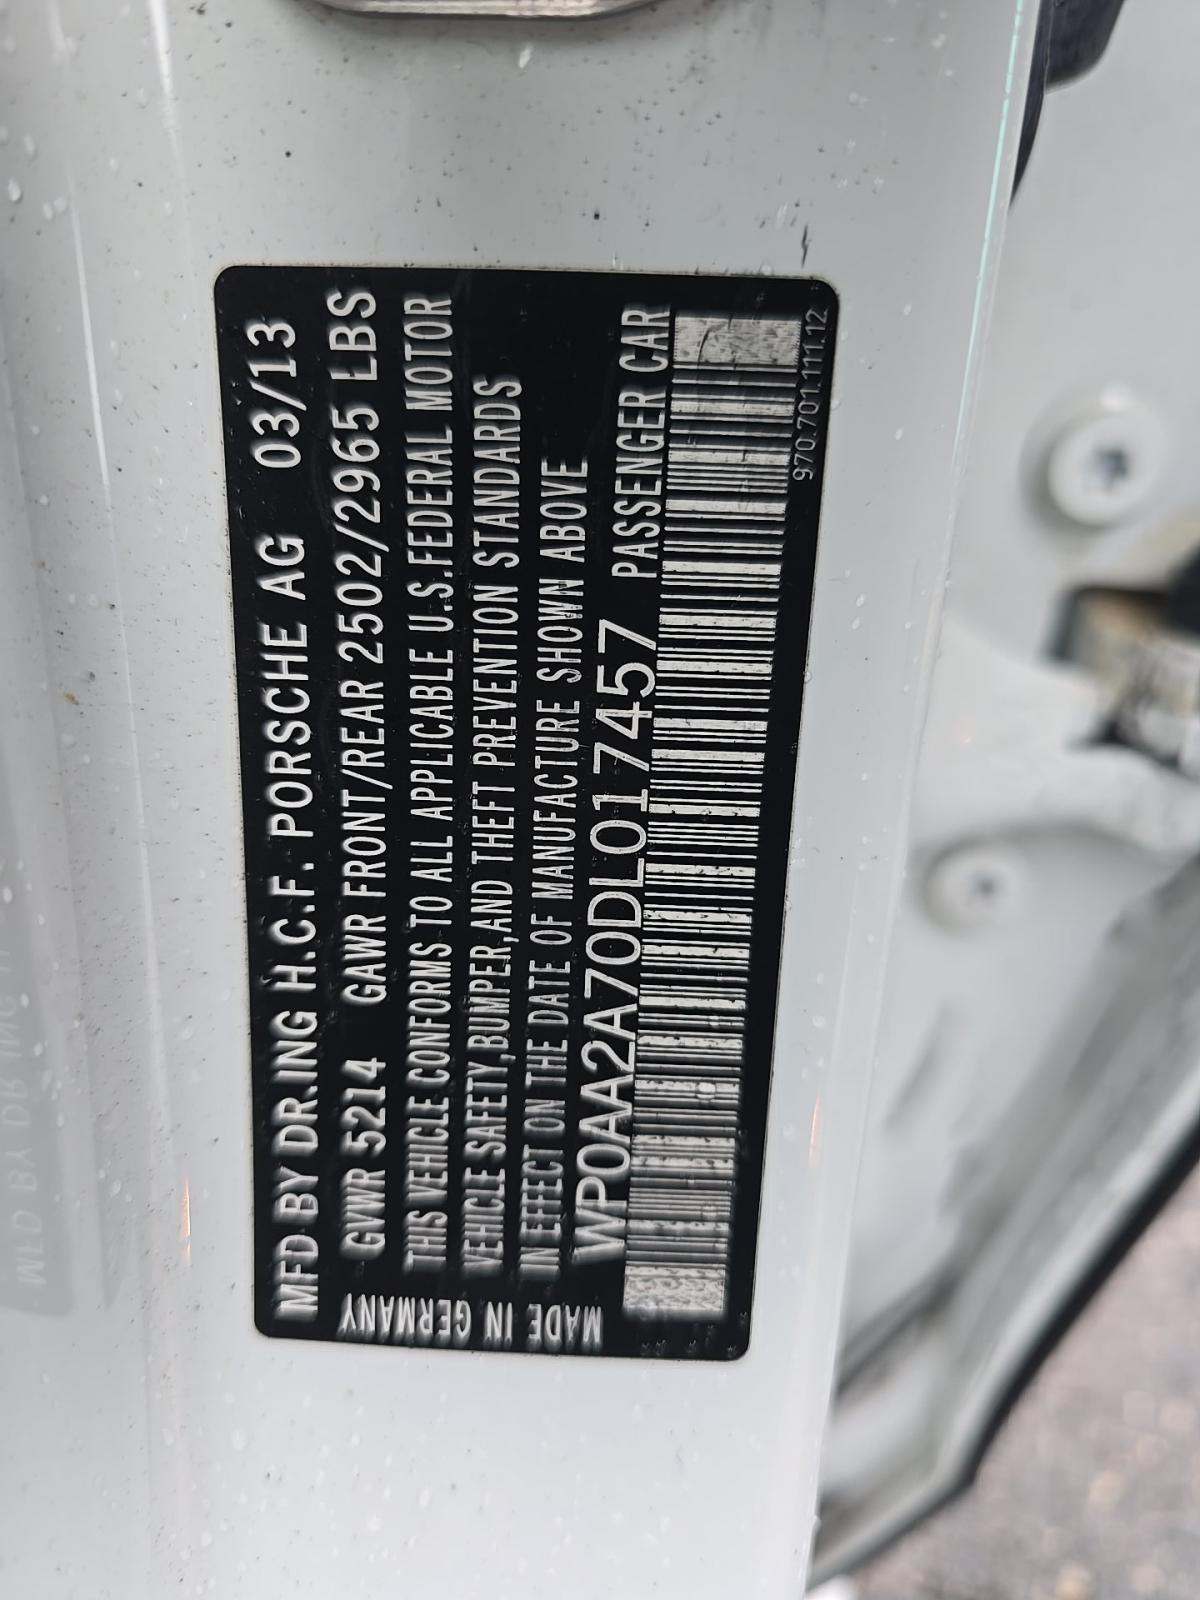 MFD BY DR.ING H.C.F. PORSCHE AG 03/13
GVWR 5214 GAWR FRONT/REAR 2502/2965 LBS
THIS VEHICLE CONFORMS TO ALL APPLICABLE U.S.FEDERAL MOTOR
VEHICLE SAFETY,BUMPER,AND THEFT PREVENTION STANDARDS
IN EFFECT ON THE DATE OF MANUFACTURE SHOWN ABOVE
WP0AA2A70DL017457 PASSENGER CAR
970.701.111.12
MADE IN GERMANY